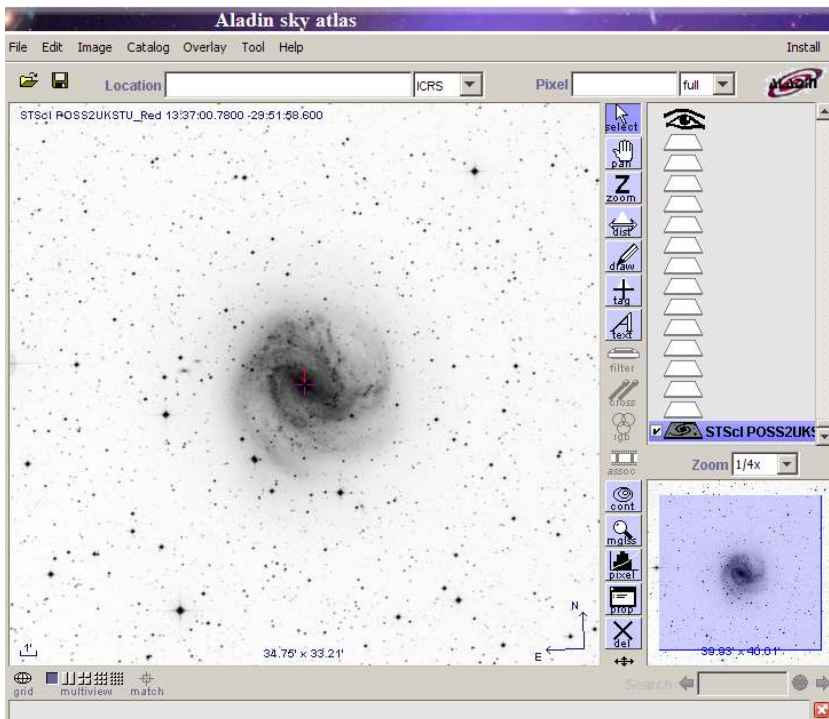 Aladin sky atlas
File Edit Image Catalog Overlay Tool Help Install
Location ICRS Pixel full ALADIN
STScI POSS2UKSTU_Red 13:37:00.7800 -29:51:58.600
select
pan
Z
zoom
dist
draw
tag
A
text
filter
cross
rgb
assoc
STScI POSS2UKS
Zoom 1/4x
cont
mglss
pixel
prop
del
N
E
1'
34.75' x 33.21'
39.93' x 40.01'
grid multiview match
Search